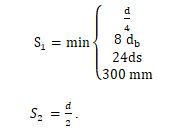 S₁ = min { d/4
8 d_b
24ds
300 mm
S₂ = d/2 .